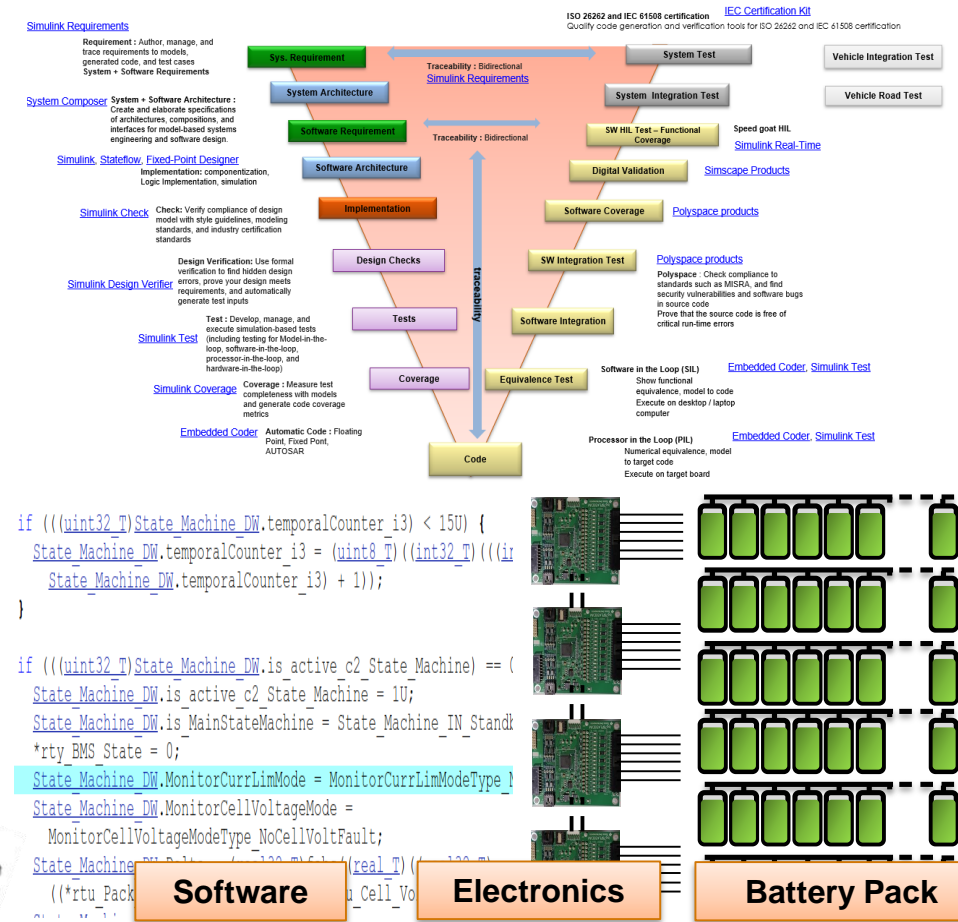 ISO 26262 and IEC 61508 certification IEC Certification Kit
Qualify code generation and verification tools for ISO 26262 and IEC 61508 certification
Simulink Requirements
Requirement : Author, manage, and
trace requirements to models,
generated code, and test cases
System + Software Requirements
Sys. Requirement
Traceability : Bidirectional
Simulink Requirements
System Test
Vehicle Integration Test
System Composer
System + Software Architecture :
Create and elaborate specifications
of architectures, compositions, and
interfaces for model-based systems
engineering and software design.
System Architecture
System Integration Test
Vehicle Road Test
Software Requirement
Traceability : Bidirectional
SW HIL Test – Functional
Coverage
Speed goat HIL
Simulink Real-Time
Simulink, Stateflow, Fixed-Point Designer
Implementation: componentization,
Logic Implementation, simulation
Software Architecture
Digital Validation
Simscape Products
Simulink Check
Check: Verify compliance of design
model with style guidelines, modeling
standards, and industry certification
standards
Implementation
Software Coverage
Polyspace products
Simulink Design Verifier
Design Verification: Use formal
verification to find hidden design
errors, prove your design meets
requirements, and automatically
generate test inputs
Design Checks
traceability
SW Integration Test
Polyspace products
Polyspace : Check compliance to
standards such as MISRA, and find
security vulnerabilities and software bugs
in source code
Prove that the source code is free of
critical run-time errors
Simulink Test
Test : Develop, manage, and
execute simulation-based tests
(including testing for Model-in-the-
loop, software-in-the-loop,
processor-in-the-loop, and
hardware-in-the-loop)
Tests
Software Integration
Simulink Coverage
Coverage : Measure test
completeness with models
and generate code coverage
metrics
Coverage
Equivalence Test
Software in the Loop (SIL)
Show functional
equivalence, model to code
Execute on desktop / laptop
computer
Embedded Coder, Simulink Test
Embedded Coder
Automatic Code : Floating
Point, Fixed Pont,
AUTOSAR
Code
Processor in the Loop (PIL)
Numerical equivalence, model
to target code
Execute on target board
Embedded Coder, Simulink Test
if (((uint32_T)State_Machine_DW.temporalCounter_i3) < 15U) {
State_Machine_DW.temporalCounter_i3 = (uint8_T)((int32_T)(((in
State_Machine_DW.temporalCounter_i3) + 1));
}
if (((uint32_T)State_Machine_DW.is_active_c2_State_Machine) == 0
State_Machine_DW.is_active_c2_State_Machine = 1U;
State_Machine_DW.is_MainStateMachine = State_Machine_IN_Standb
*rty_BMS_State = 0;
State_Machine_DW.MonitorCurrLimMode = MonitorCurrLimModeType_N
State_Machine_DW.MonitorCellVoltageMode =
MonitorCellVoltageModeType_NoCellVoltFault;
((*rtu_Pack
Software
Electronics
Battery Pack